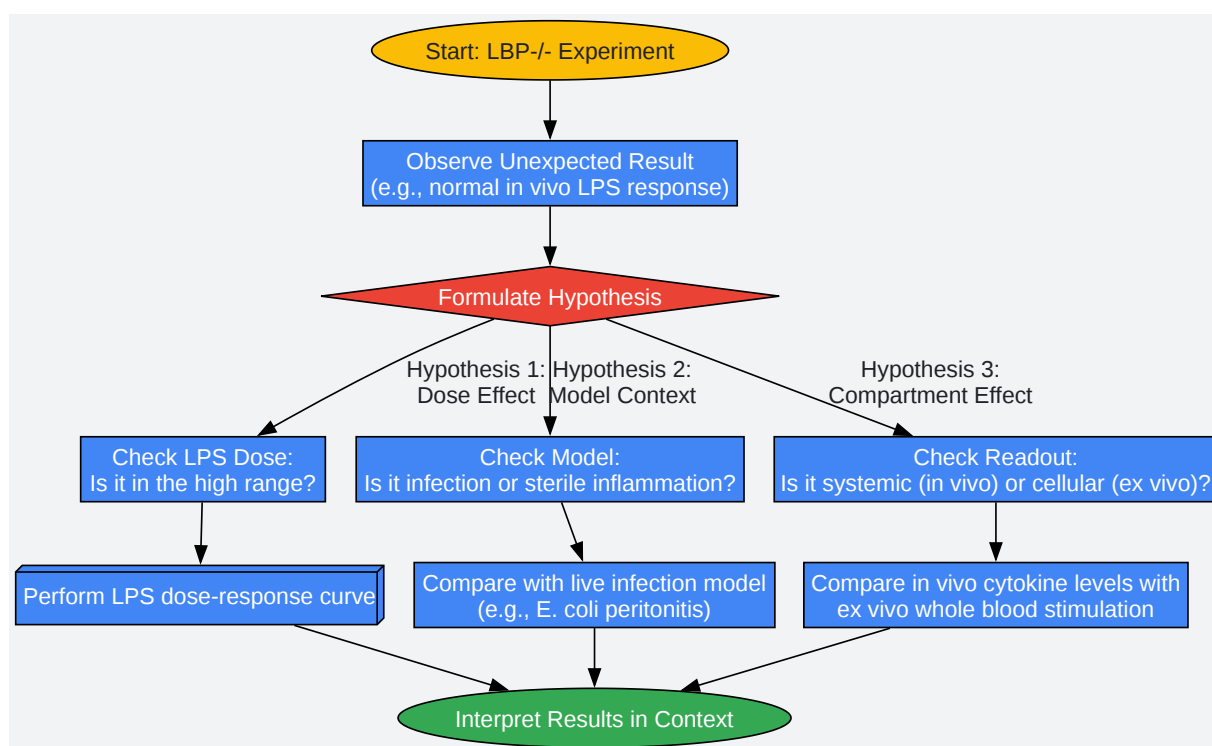 Start: LBP-/- Experiment
Observe Unexpected Result
(e.g., normal in vivo LPS response)
Formulate Hypothesis
Hypothesis 1:
Dose Effect
Hypothesis 2:
Model Context
Hypothesis 3:
Compartment Effect
Check LPS Dose:
Is it in the high range?
Check Model:
Is it infection or sterile inflammation?
Check Readout:
Is it systemic (in vivo) or cellular (ex vivo)?
Perform LPS dose-response curve
Compare with live infection model
(e.g., E. coli peritonitis)
Compare in vivo cytokine levels with
ex vivo whole blood stimulation
Interpret Results in Context